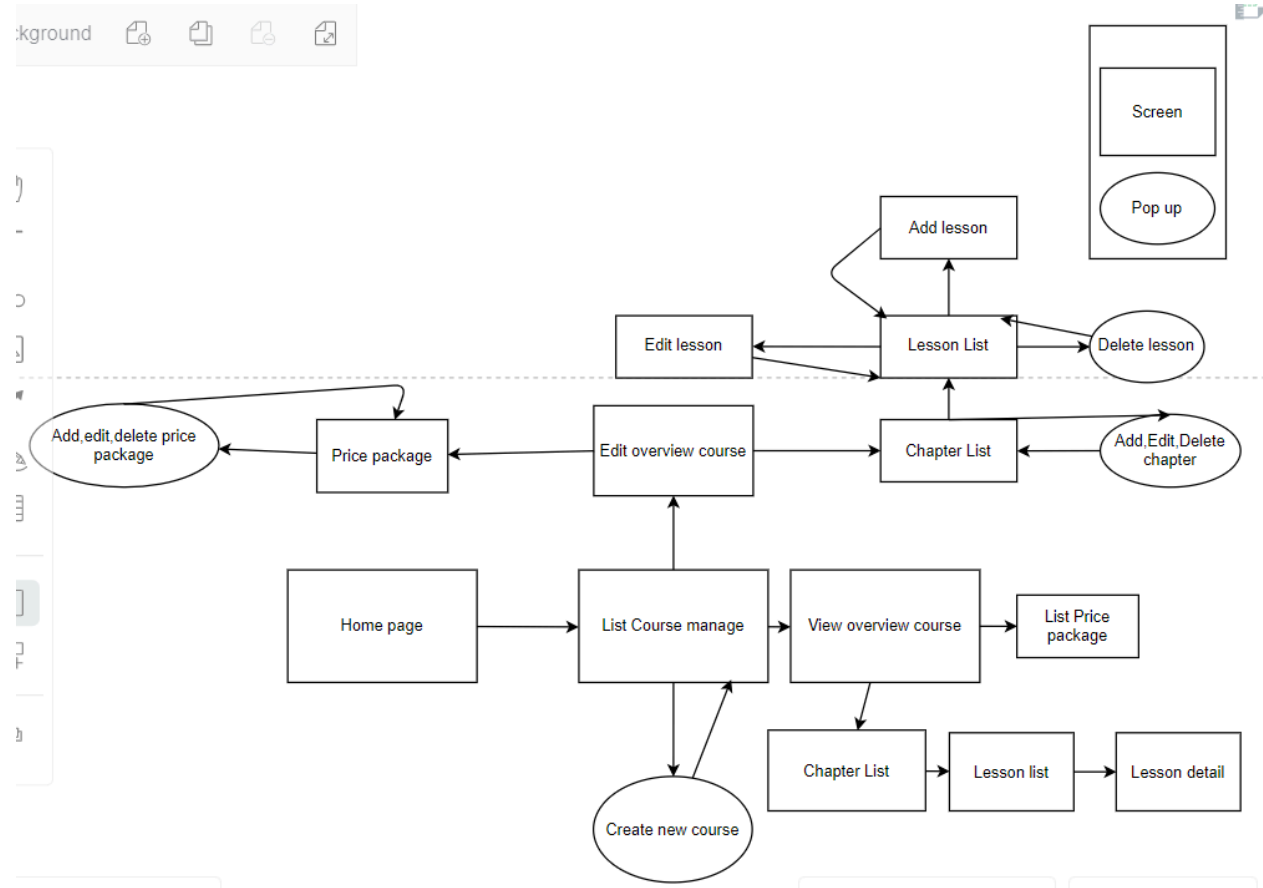 ckground
Screen
Pop up
Add lesson
Edit lesson
Lesson List
Delete lesson
Add,edit,delete price
package
Price package
Edit overview course
Chapter List
Add,Edit,Delete
chapter
Home page
List Course manage
View overview course
List Price
package
Chapter List
Lesson list
Lesson detail
Create new course